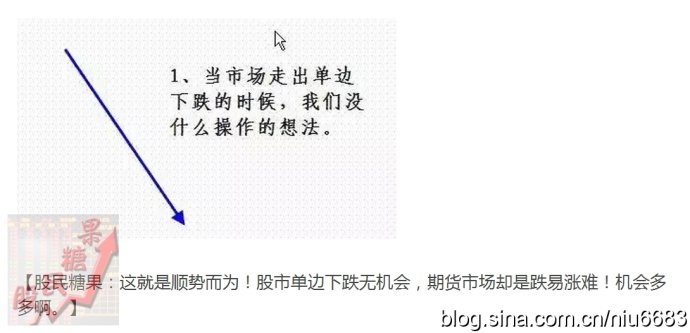 1、当市场走出单边
下跌的时候，我们没
什么操作的想法。
【股民糖果：这就是顺势而为！股市单边下跌无机会，期货市场却是跌易涨难！机会多
多啊。】
股民糖果
blog.sina.com.cn/niu6683